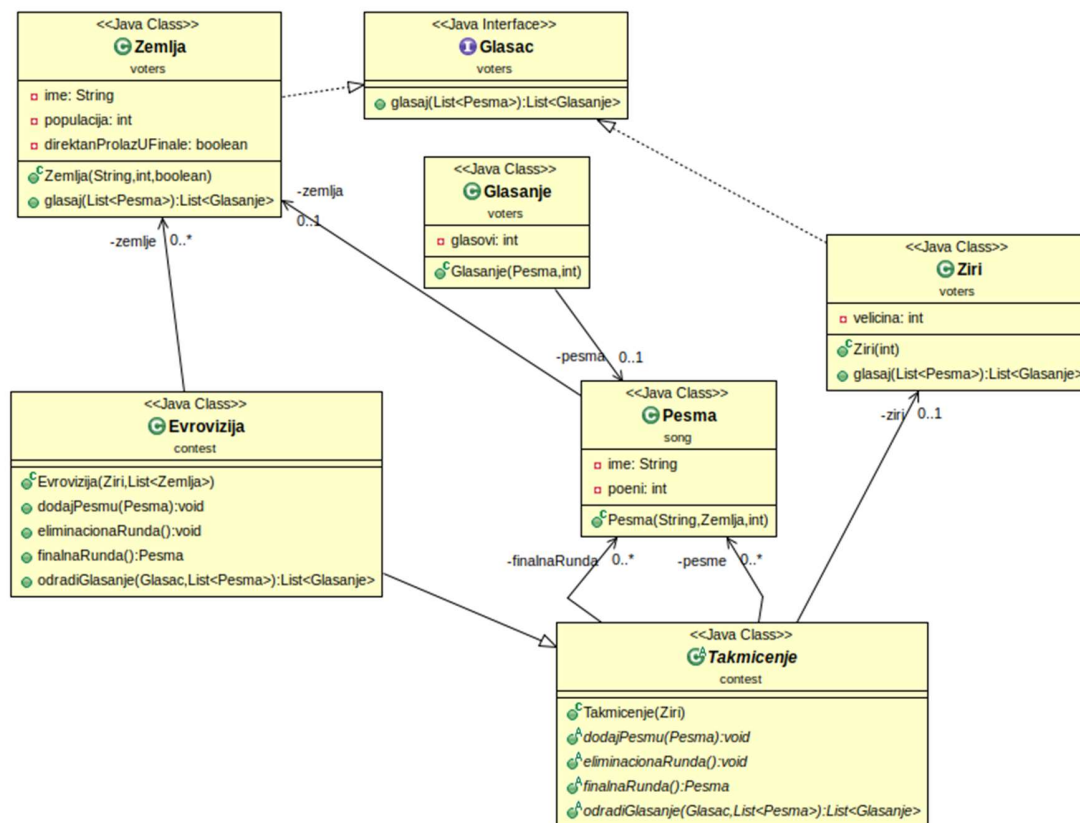 <<Java Class>>
Zemlja
voters
ime: String
populacija: int
direktanProlazUFinale: boolean
Zemlja(String,int,boolean)
glasaj(List<Pesma>):List<Glasanje>
<<Java Interface>>
Glasac
voters
glasaj(List<Pesma>):List<Glasanje>
<<Java Class>>
Glasanje
voters
glasovi: int
Glasanje(Pesma,int)
-zemlja
0..1
-zemlje 0..*
<<Java Class>>
Ziri
voters
velicina: int
Ziri(int)
glasaj(List<Pesma>):List<Glasanje>
-pesma 0..1
<<Java Class>>
Evrovizija
contest
Evrovizija(Ziri,List<Zemlja>)
dodajPesmu(Pesma):void
eliminacionaRunda():void
finalnaRunda():Pesma
odradiGlasanje(Glasac,List<Pesma>):List<Glasanje>
<<Java Class>>
Pesma
song
ime: String
poeni: int
Pesma(String,Zemlja,int)
-ziri 0..1
-finalnaRunda 0..*
-pesme 0..*
<<Java Class>>
Takmicenje
contest
Takmicenje(Ziri)
dodajPesmu(Pesma):void
eliminacionaRunda():void
finalnaRunda():Pesma
odradiGlasanje(Glasac,List<Pesma>):List<Glasanje>